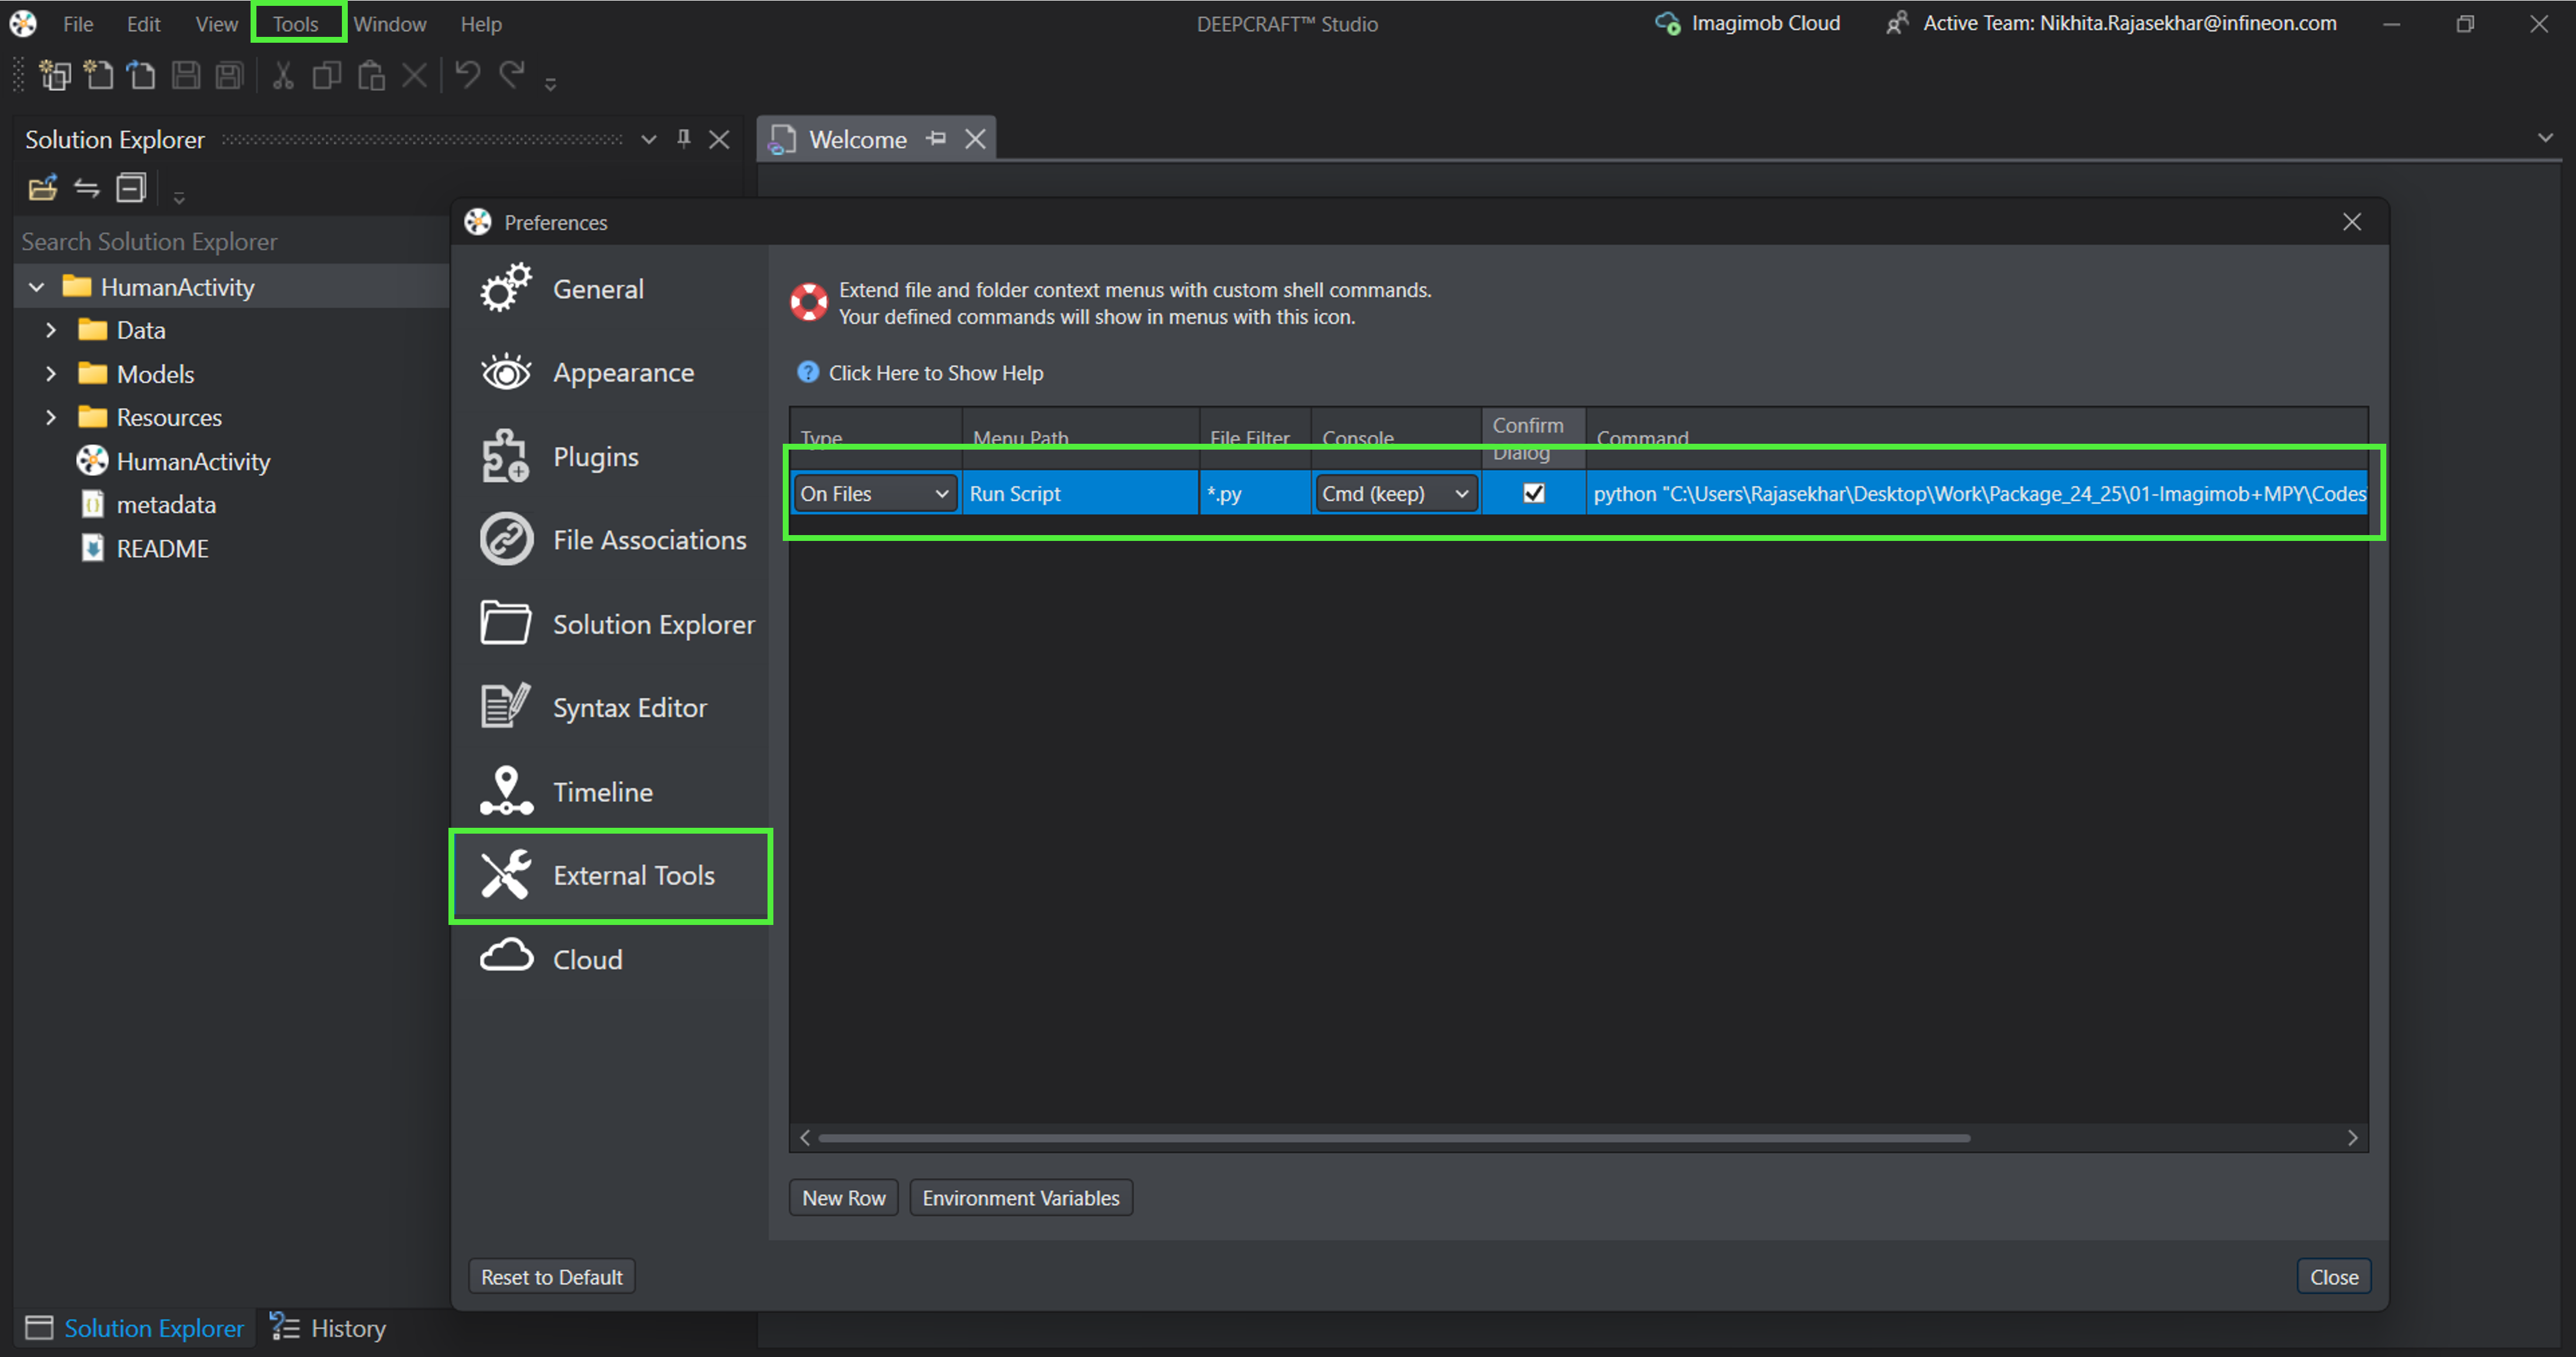 File Edit View Tools Window Help DEEPCRAFT™ Studio Imagimob Cloud Active Team: Nikhita.Rajasekhar@infineon.com
Solution Explorer Welcome
Search Solution Explorer
HumanActivity
Data
Models
Resources
HumanActivity
metadata
README
Preferences
General
Appearance
Plugins
File Associations
Solution Explorer
Syntax Editor
Timeline
External Tools
Cloud
Extend file and folder context menus with custom shell commands.
Your defined commands will show in menus with this icon.
Click Here to Show Help
Type Menu Path File Filter Console Confirm Dialog Command
On Files Run Script *.py Cmd (keep) python "C:\Users\Rajasekhar\Desktop\Work\Package_24_25\01-Imagimob+MPY\Codes
New Row Environment Variables
Reset to Default Close
Solution Explorer History